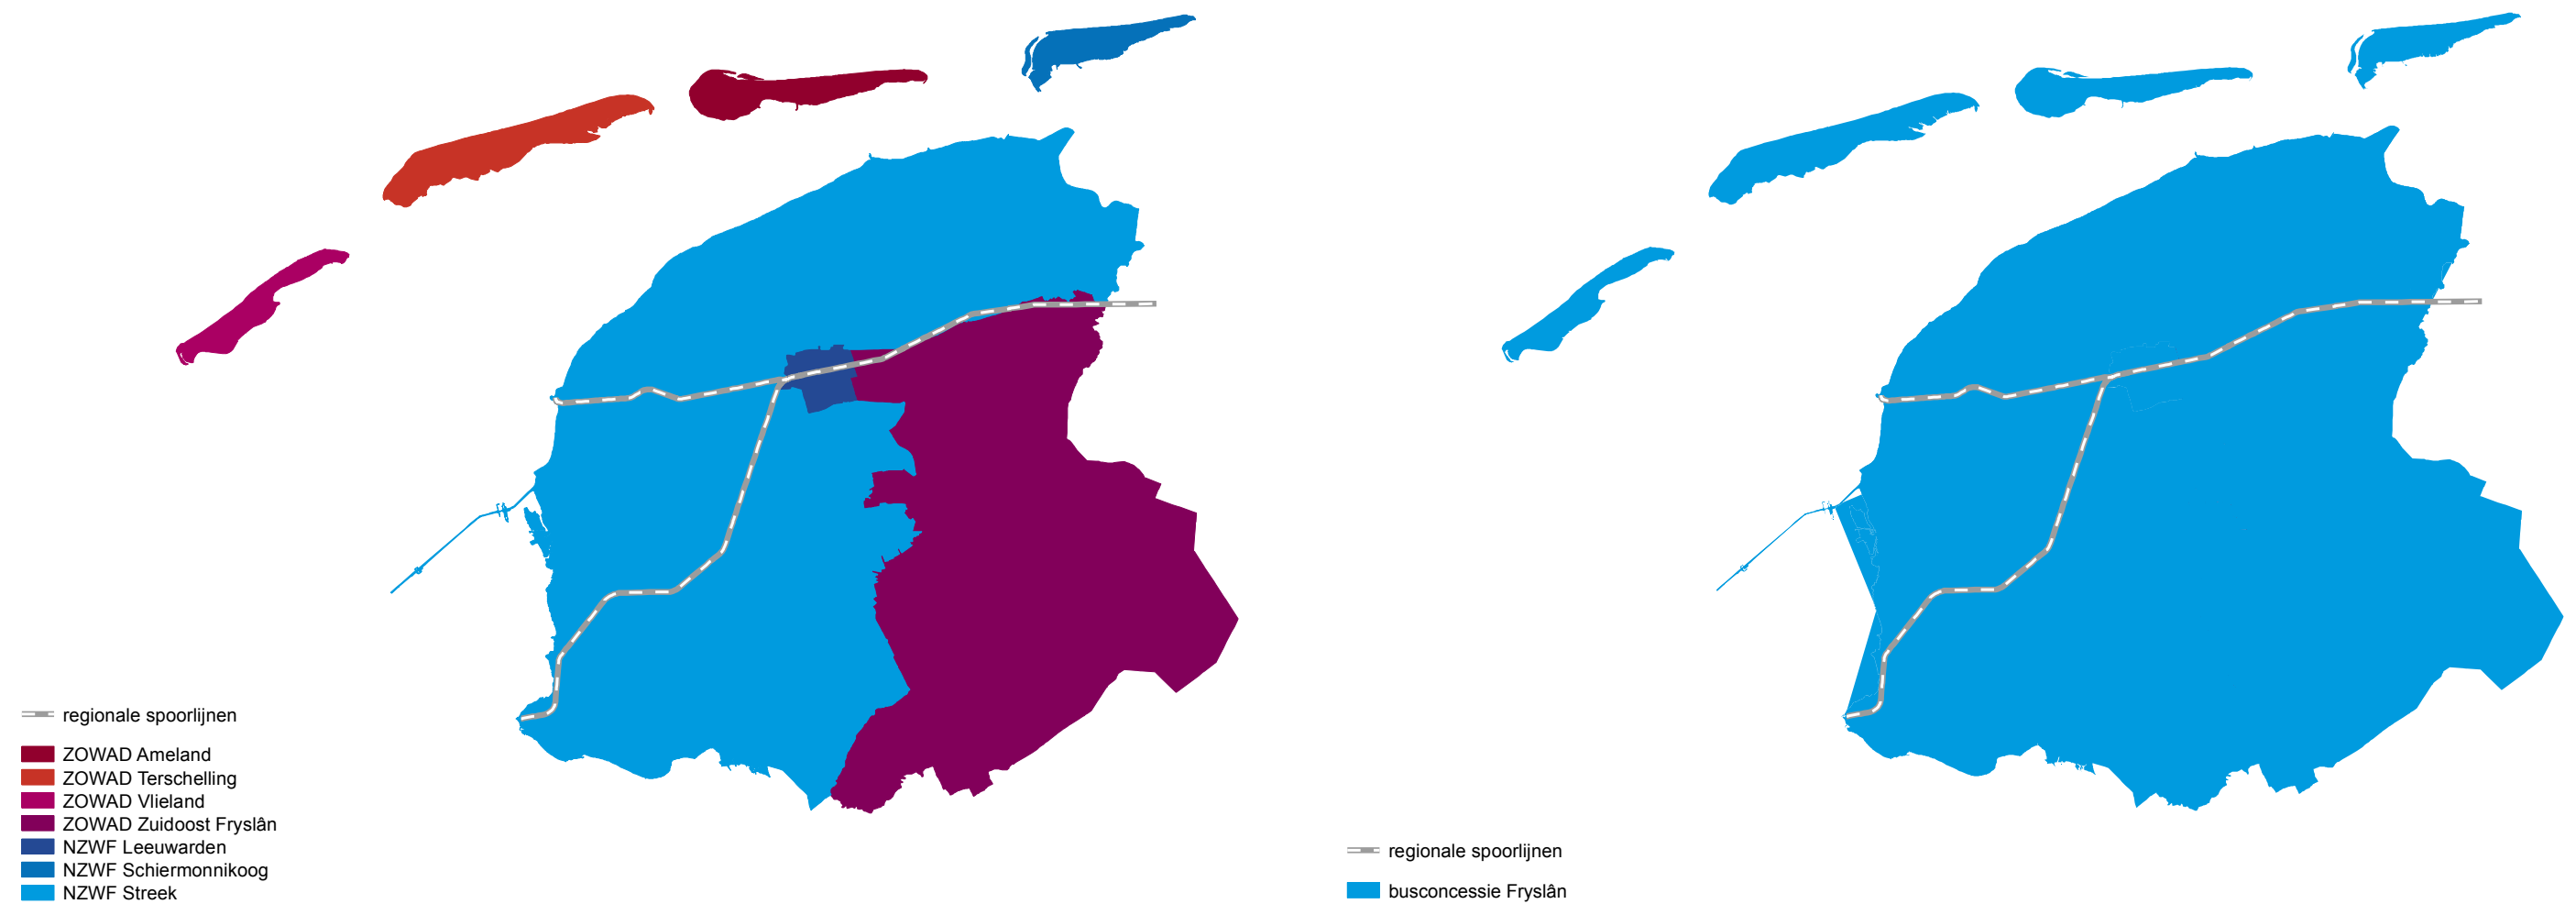 regionale spoorlijnen
ZOWAD Ameland
ZOWAD Terschelling
ZOWAD Vlieland
ZOWAD Zuidoost Fryslân
NZWF Leeuwarden
NZWF Schiermonnikoog
NZWF Streek
regionale spoorlijnen
busconcessie Fryslân